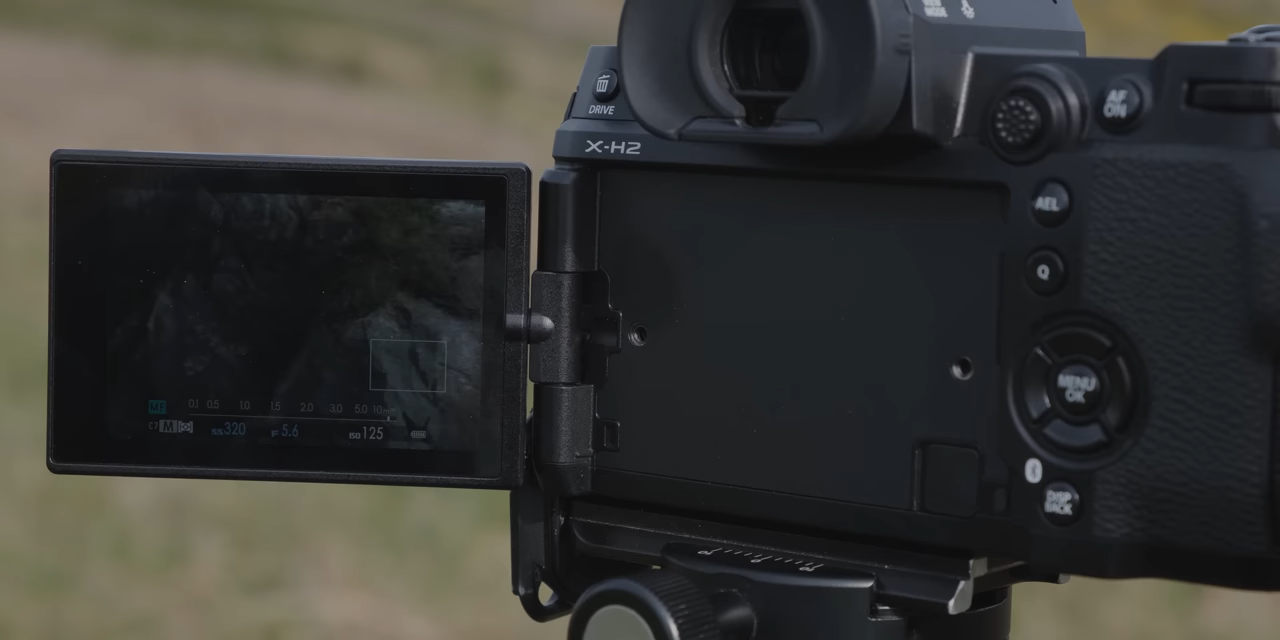 DRIVE
X-H2
AF
ON
AEL
Q
MENU
OK
DISP
BACK
MF 0.1 0.5 1.0 1.5 2.0 3.0 5.0 10m
C7 M SS 320 F 5.6 ISO 125